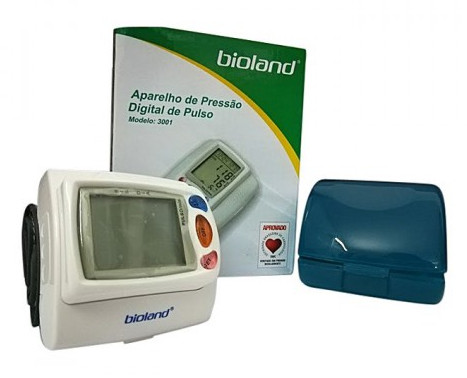 bioland®
Aparelho de Pressão
Digital de Pulso
Modelo: 3001
APROVADO
bioland®